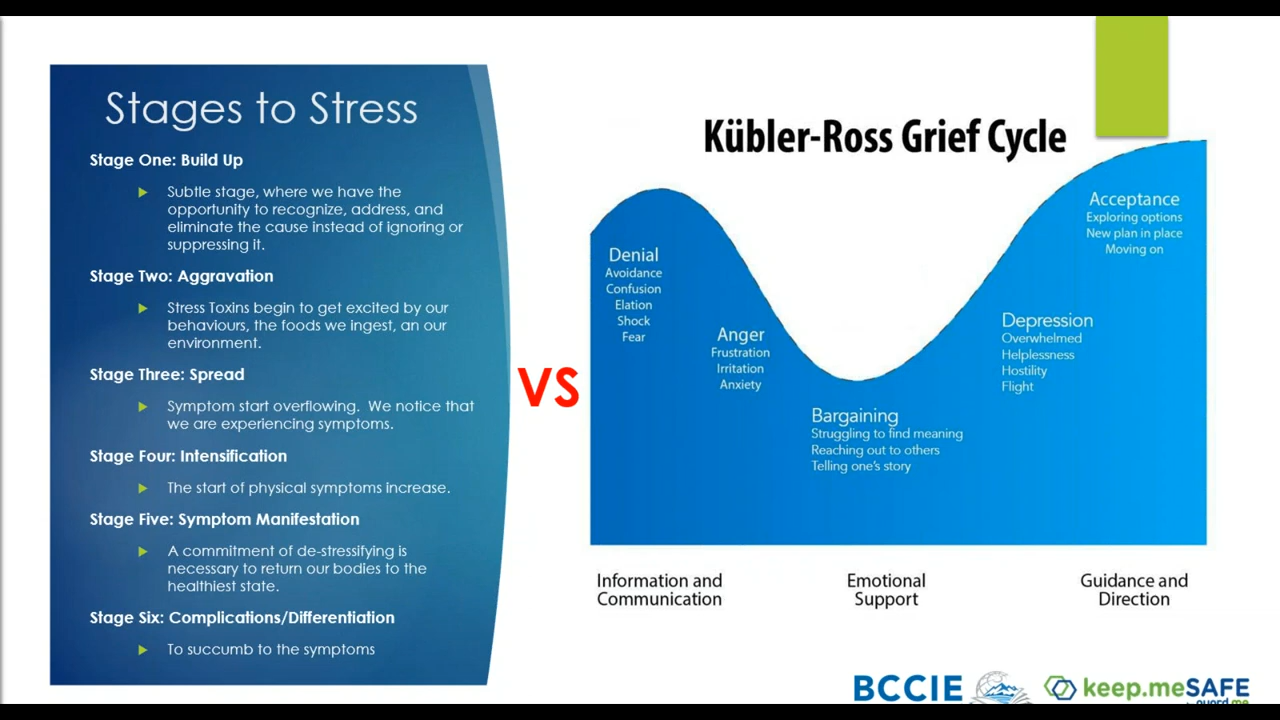 Stages to Stress
Stage One: Build Up
Subtle stage, where we have the
opportunity to recognize, address, and
eliminate the cause instead of ignoring or
suppressing it.
Stage Two: Aggravation
Stress Toxins begin to get excited by our
behaviours, the foods we ingest, an our
environment.
Stage Three: Spread
Symptom start overflowing. We notice that
we are experiencing symptoms.
Stage Four: Intensification
The start of physical symptoms increase.
Stage Five: Symptom Manifestation
A commitment of de-stressifying is
necessary to return our bodies to the
healthiest state.
Stage Six: Complications/Differentiation
To succumb to the symptoms
VS
Kübler-Ross Grief Cycle
Denial
Avoidance
Confusion
Elation
Shock
Fear
Anger
Frustration
Irritation
Anxiety
Bargaining
Struggling to find meaning
Reaching out to others
Telling one's story
Depression
Overwhelmed
Helplessness
Hostility
Flight
Acceptance
Exploring options
New plan in place
Moving on
Information and
Communication
Emotional
Support
Guidance and
Direction
BCCIE
keep.meSAFE
guard.me